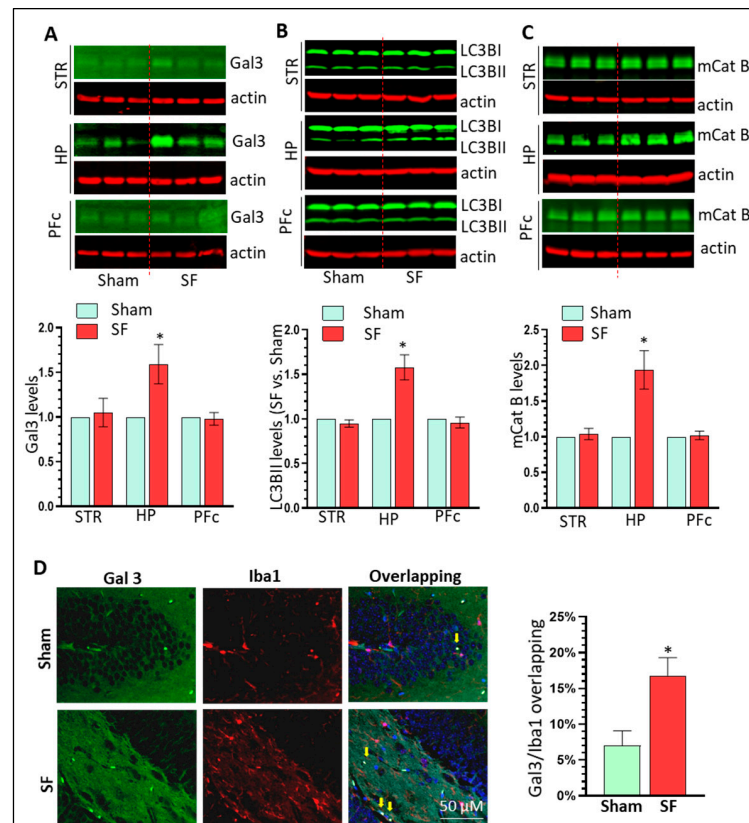 A
B
C
STR
Gal3
actin
HP
Gal3
actin
PFc
Gal3
actin
Sham
SF
STR
LC3BI
LC3BII
actin
HP
LC3BI
LC3BII
actin
PFc
LC3BI
LC3BII
actin
Sham
SF
STR
mCat B
actin
HP
mCat B
actin
PFc
mCat B
actin
Sham
SF
Gal3 levels
2.0
1.5
1.0
0.5
0.0
*
STR
HP
PFc
Sham
SF
LC3BII levels (SF vs. Sham
2.0
1.5
1.0
0.5
0.0
*
STR
HP
PFc
Sham
SF
mCat B levels
2.5
2.0
1.5
1.0
0.5
0.0
*
STR
HP
PFc
D
Gal 3
Iba1
Overlapping
Sham
SF
50 µM
Gal3/Iba1 overlapping
25%
20%
15%
10%
5%
0%
*
Sham
SF